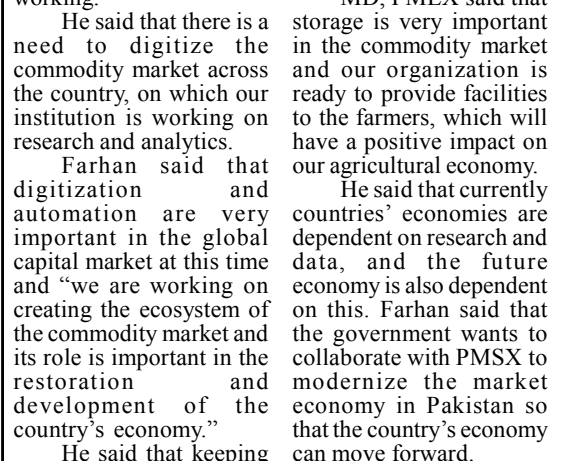 working.
He said that there is a
need to digitize the
commodity market across
the country, on which our
institution is working on
research and analytics.
Farhan said that
digitization and
automation are very
important in the global
capital market at this time
and “we are working on
creating the ecosystem of
the commodity market and
its role is important in the
restoration and
development of the
country’s economy.”
He said that keeping
MD, PMEX said that
storage is very important
in the commodity market
and our organization is
ready to provide facilities
to the farmers, which will
have a positive impact on
our agricultural economy.
He said that currently
countries’ economies are
dependent on research and
data, and the future
economy is also dependent
on this. Farhan said that
the government wants to
collaborate with PMSX to
modernize the market
economy in Pakistan so
that the country’s economy
can move forward.